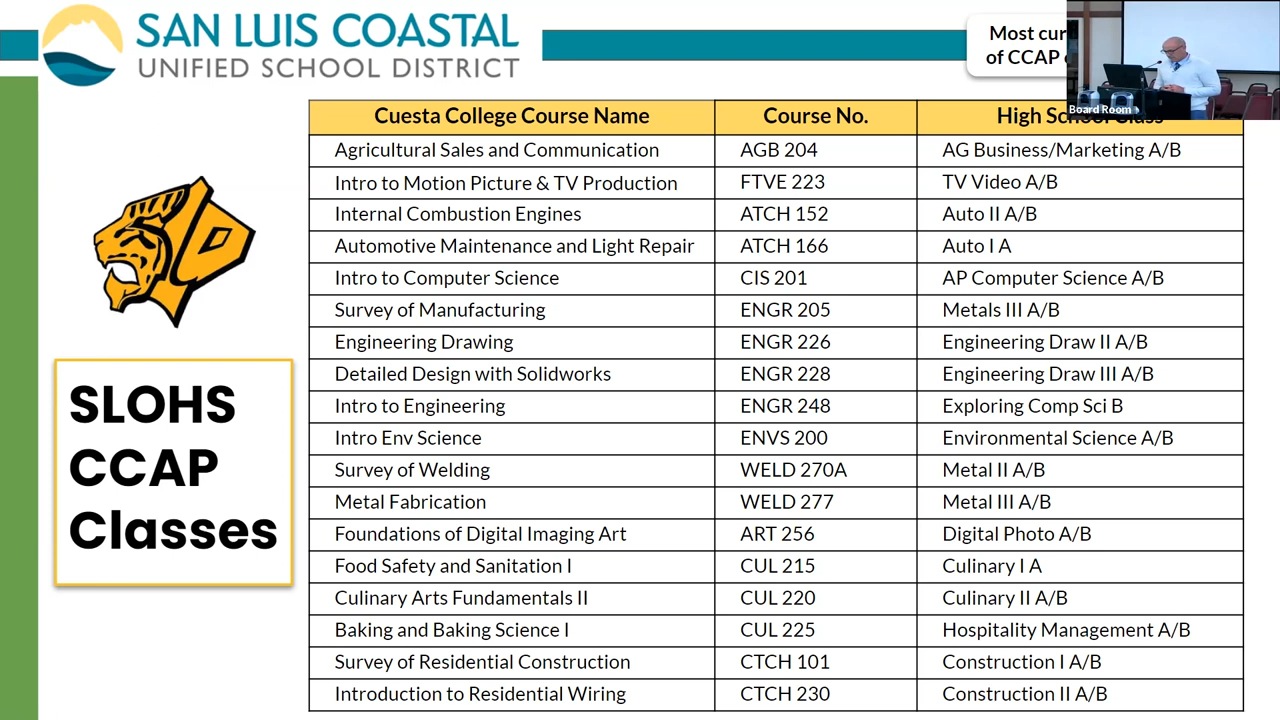 SAN LUIS COASTAL
UNIFIED SCHOOL DISTRICT
Most
of CCAP
Board Room
Cuesta College Course Name Course No. High School Class
Agricultural Sales and Communication AGB 204 AG Business/Marketing A/B
Intro to Motion Picture & TV Production FTVE 223 TV Video A/B
Internal Combustion Engines ATCH 152 Auto II A/B
Automotive Maintenance and Light Repair ATCH 166 Auto I A
Intro to Computer Science CIS 201 AP Computer Science A/B
Survey of Manufacturing ENGR 205 Metals III A/B
Engineering Drawing ENGR 226 Engineering Draw II A/B
Detailed Design with Solidworks ENGR 228 Engineering Draw III A/B
Intro to Engineering ENGR 248 Exploring Comp Sci B
Intro Env Science ENVS 200 Environmental Science A/B
Survey of Welding WELD 270A Metal II A/B
Metal Fabrication WELD 277 Metal III A/B
Foundations of Digital Imaging Art ART 256 Digital Photo A/B
Food Safety and Sanitation I CUL 215 Culinary I A
Culinary Arts Fundamentals II CUL 220 Culinary II A/B
Baking and Baking Science I CUL 225 Hospitality Management A/B
Survey of Residential Construction CTCH 101 Construction I A/B
Introduction to Residential Wiring CTCH 230 Construction II A/B
SLOHS
CCAP
Classes